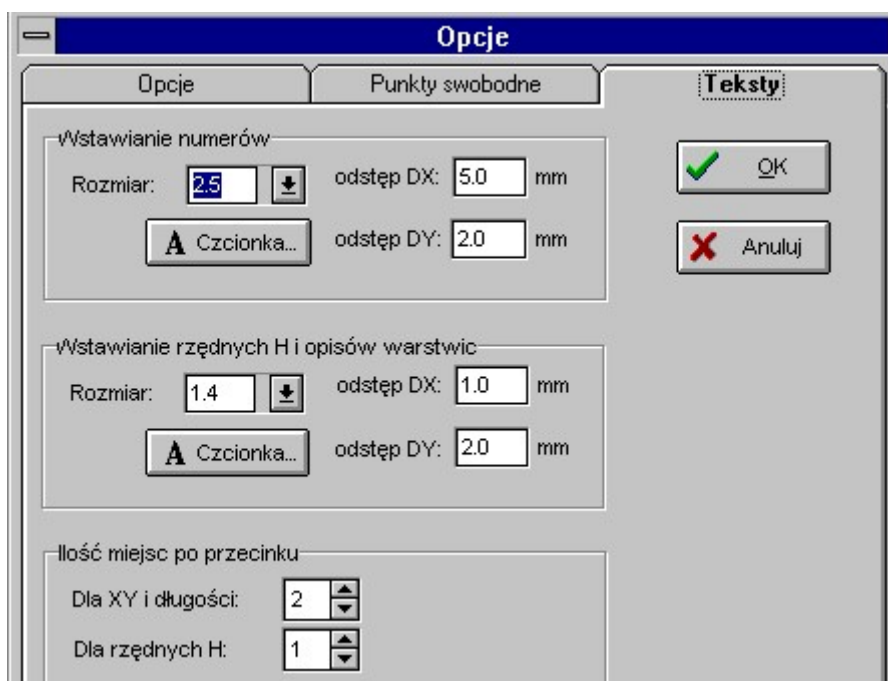 Opcje
Opcje Punkty swobodne Teksty
Wstawianie numerów
Rozmiar: 2.5 odstęp DX: 5.0 mm
A Czcionka... odstęp DY: 2.0 mm
OK
Anuluj
Wstawianie rzędnych H i opisów warstwic
Rozmiar: 1.4 odstęp DX: 1.0 mm
A Czcionka... odstęp DY: 2.0 mm
Ilość miejsc po przecinku
Dla XY i długości: 2
Dla rzędnych H: 1